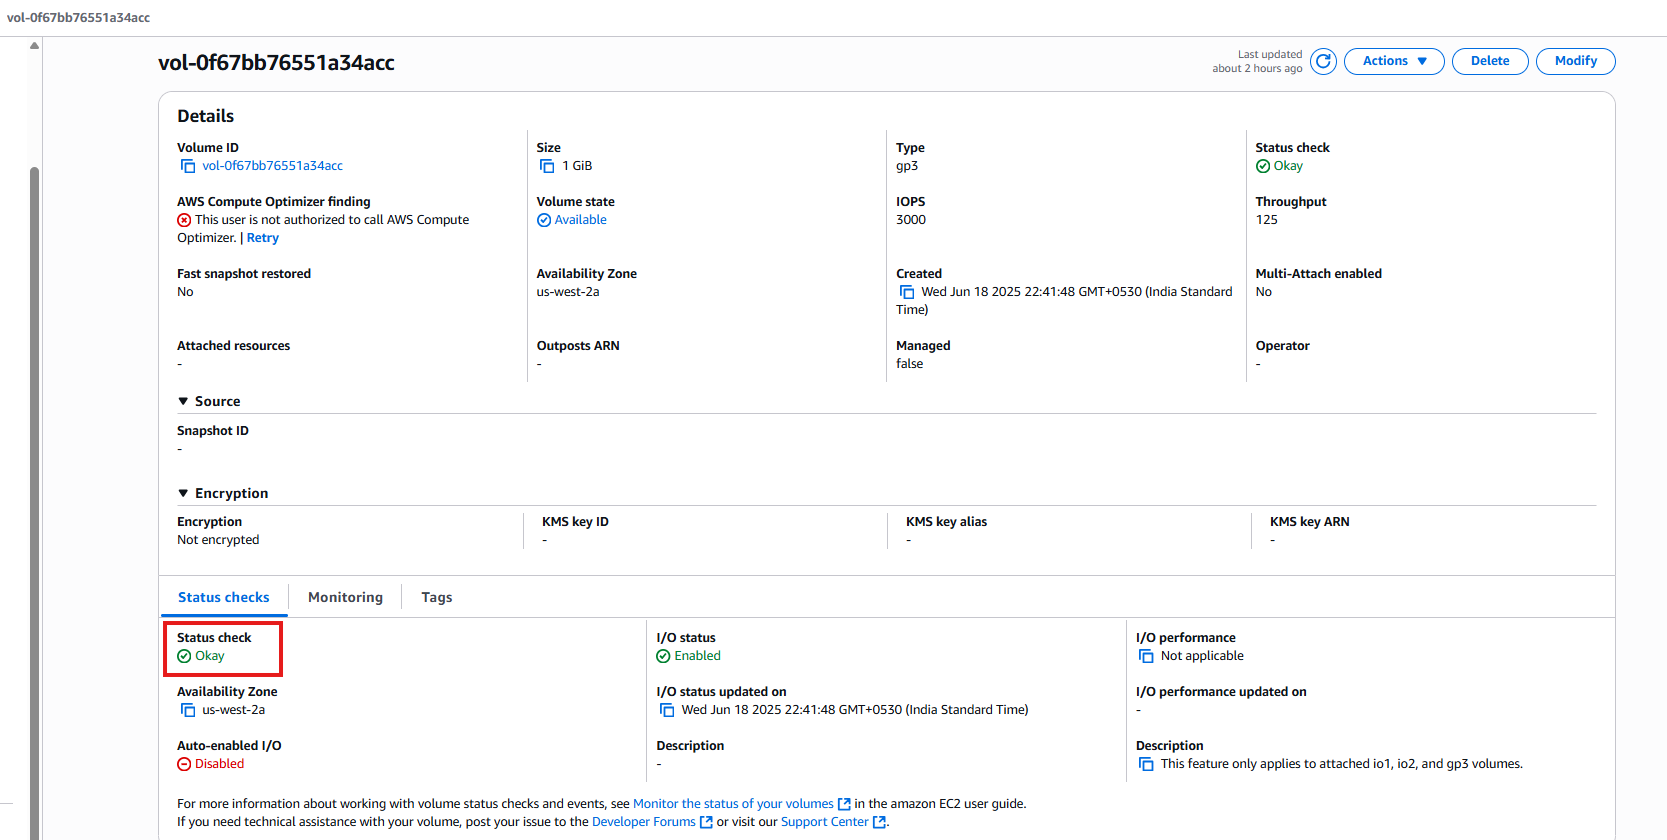 vol-0f67bb76551a34acc
vol-0f67bb76551a34acc
Last updated
about 2 hours ago
Actions
Delete
Modify
Details
Volume ID
vol-0f67bb76551a34acc
Size
1 GiB
Type
gp3
Status check
Okay
AWS Compute Optimizer finding
This user is not authorized to call AWS Compute
Optimizer. | Retry
Volume state
Available
IOPS
3000
Throughput
125
Fast snapshot restored
No
Availability Zone
us-west-2a
Created
Wed Jun 18 2025 22:41:48 GMT+0530 (India Standard
Time)
Multi-Attach enabled
No
Attached resources
-
Outposts ARN
-
Managed
false
Operator
-
Source
Snapshot ID
-
Encryption
Encryption
Not encrypted
KMS key ID
-
KMS key alias
-
KMS key ARN
-
Status checks
Monitoring
Tags
Status check
Okay
I/O status
Enabled
I/O performance
Not applicable
Availability Zone
us-west-2a
I/O status updated on
Wed Jun 18 2025 22:41:48 GMT+0530 (India Standard Time)
I/O performance updated on
-
Auto-enabled I/O
Disabled
Description
-
Description
This feature only applies to attached io1, io2, and gp3 volumes.
For more information about working with volume status checks and events, see Monitor the status of your volumes in the amazon EC2 user guide.
If you need technical assistance with your volume, post your issue to the Developer Forums or visit our Support Center.